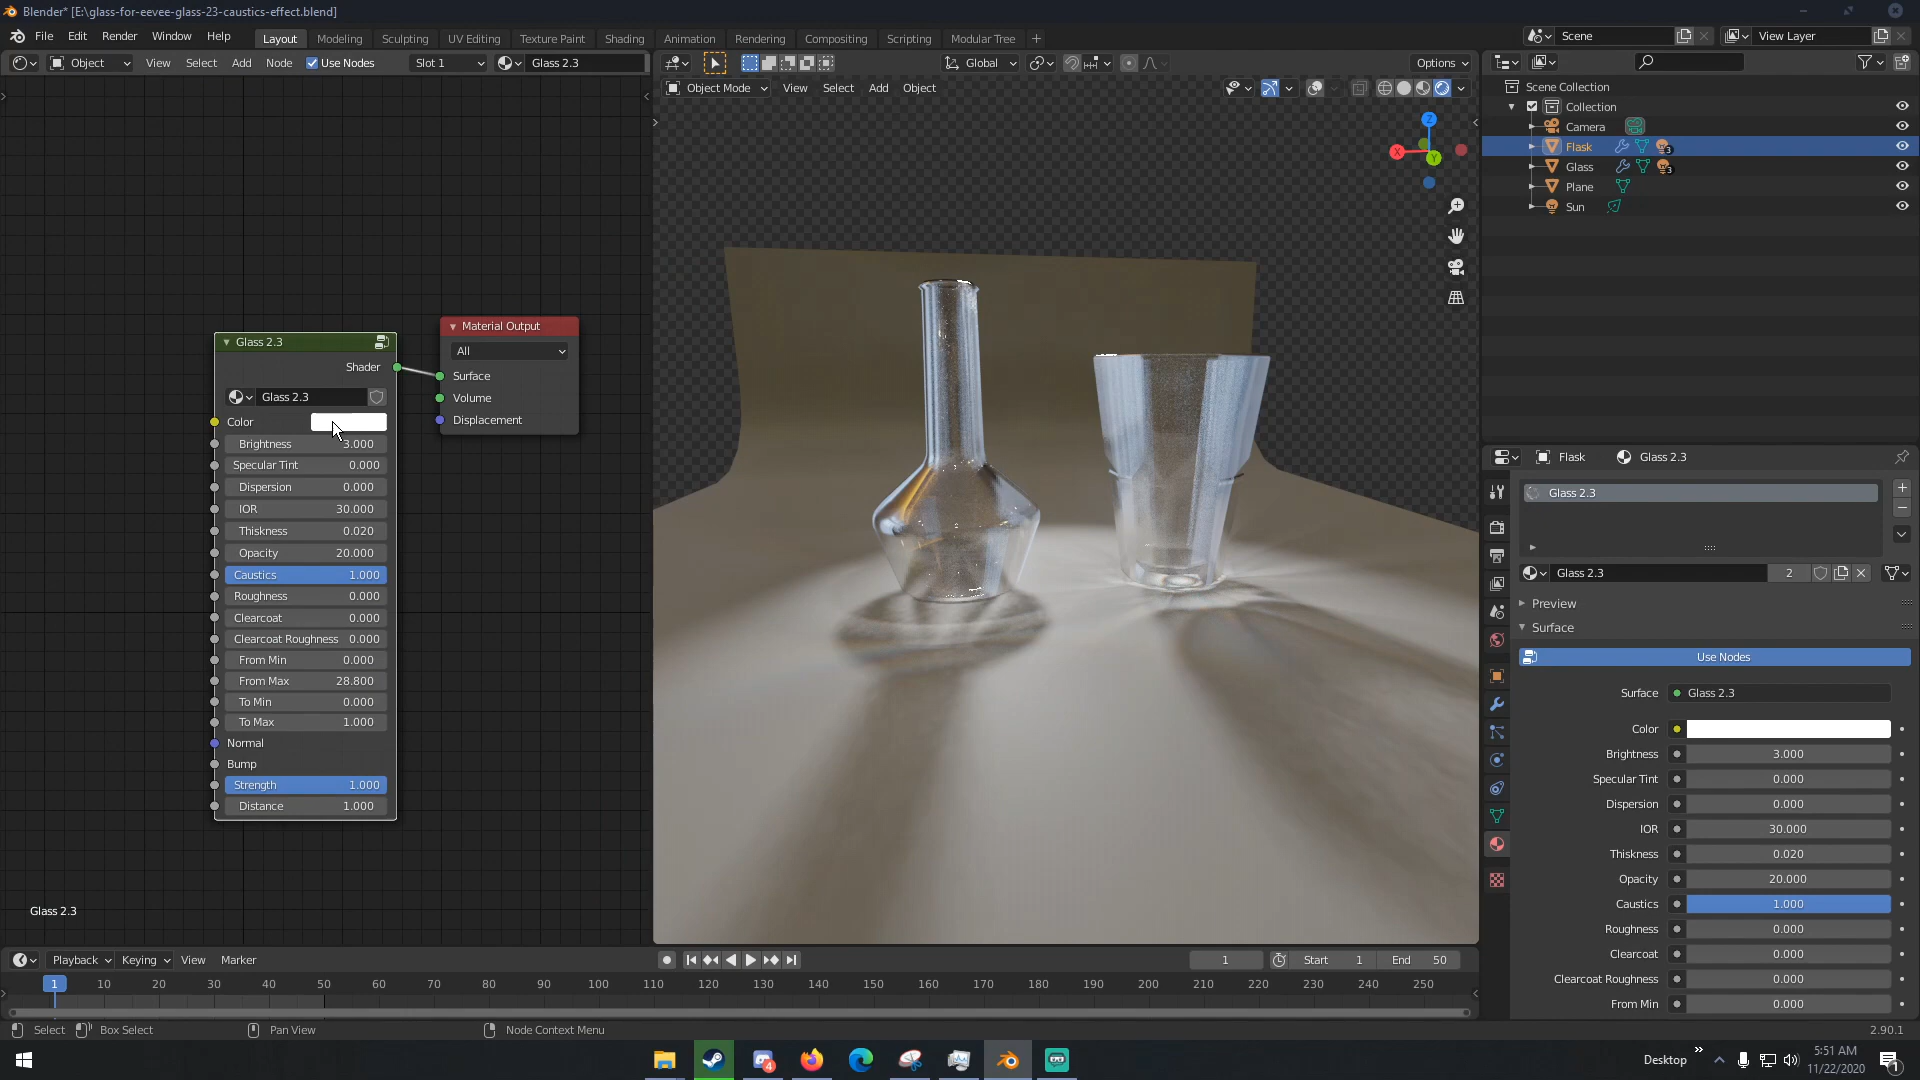 Blender* [E:\glass-for-eevee-glass-23-caustics-effect.blend]
File Edit Render Window Help
Layout Modeling Sculpting UV Editing Texture Paint Shading Animation Rendering Compositing Scripting Modular Tree +
Scene
View Layer
Object View Select Add Node Use Nodes Slot 1 Glass 2.3
Global Options
Object Mode View Select Add Object
Z
X
Y
Scene Collection
Collection
Camera
Flask 3
Glass 3
Plane
Sun
Glass 2.3
Shader
Glass 2.3
Color
Brightness 3.000
Specular Tint 0.000
Dispersion 0.000
IOR 30.000
Thiskness 0.020
Opacity 20.000
Caustics 1.000
Roughness 0.000
Clearcoat 0.000
Clearcoat Roughness 0.000
From Min 0.000
From Max 28.800
To Min 0.000
To Max 1.000
Normal
Bump
Strength 1.000
Distance 1.000
Material Output
All
Surface
Volume
Displacement
Glass 2.3
Flask Glass 2.3
Glass 2.3
Glass 2.3 2
Preview
Surface
Use Nodes
Surface Glass 2.3
Color
Brightness 3.000
Specular Tint 0.000
Dispersion 0.000
IOR 30.000
Thiskness 0.020
Opacity 20.000
Caustics 1.000
Roughness 0.000
Clearcoat 0.000
Clearcoat Roughness 0.000
From Min 0.000
Playback Keying View Marker 1 Start 1 End 50
1 10 20 30 40 50 60 70 80 90 100 110 120 130 140 150 160 170 180 190 200 210 220 230 240 250
Select Box Select Pan View Node Context Menu 2.90.1
4
Desktop »
5:51 AM
11/22/2020
1